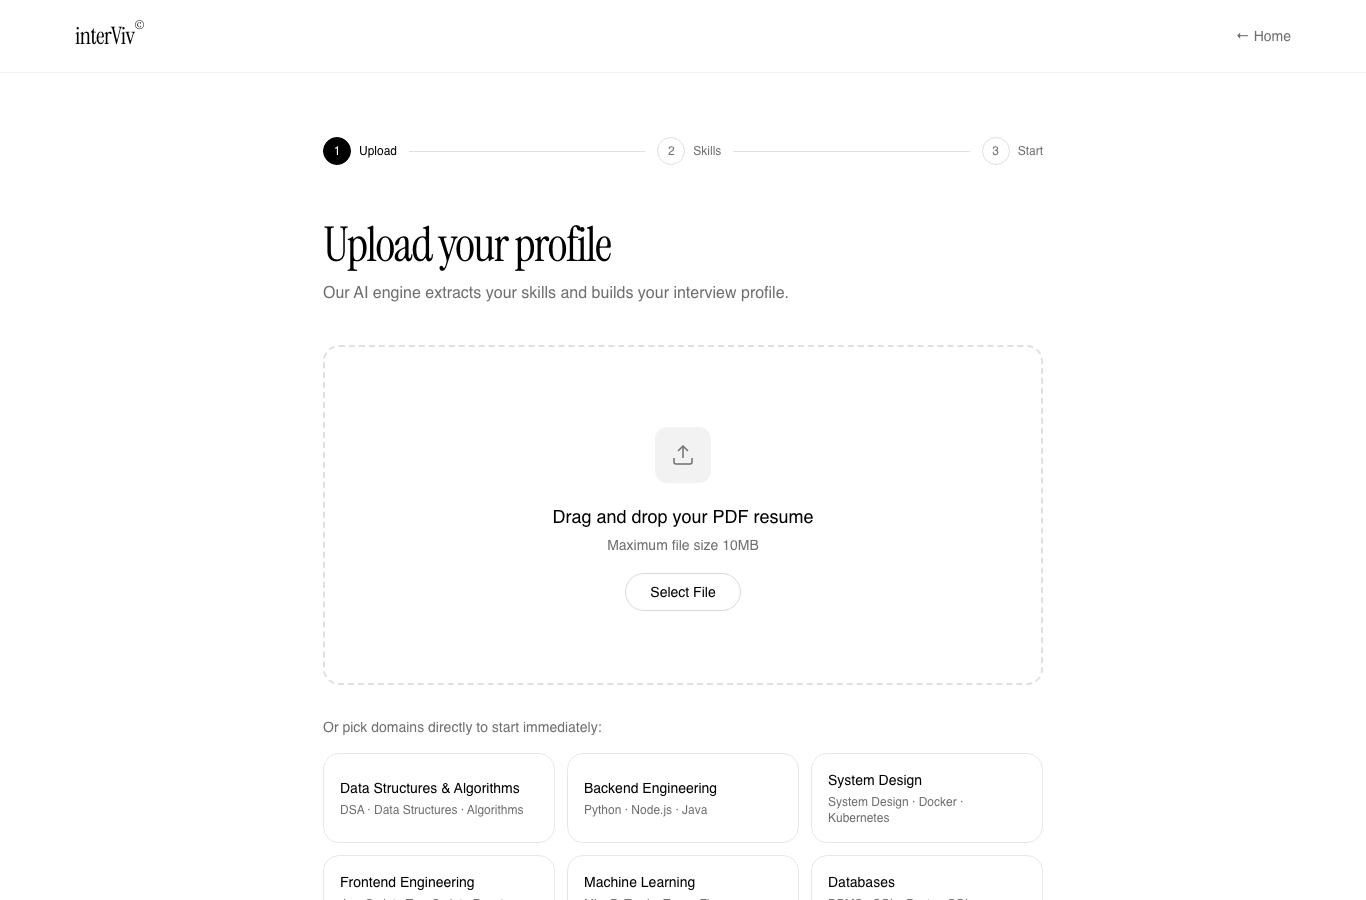 interViv©
← Home
1 Upload
2 Skills
3 Start
Upload your profile
Our AI engine extracts your skills and builds your interview profile.
Drag and drop your PDF resume
Maximum file size 10MB
Select File
Or pick domains directly to start immediately:
Data Structures & Algorithms
DSA · Data Structures · Algorithms
Backend Engineering
Python · Node.js · Java
System Design
System Design · Docker ·
Kubernetes
Frontend Engineering
Machine Learning
Databases